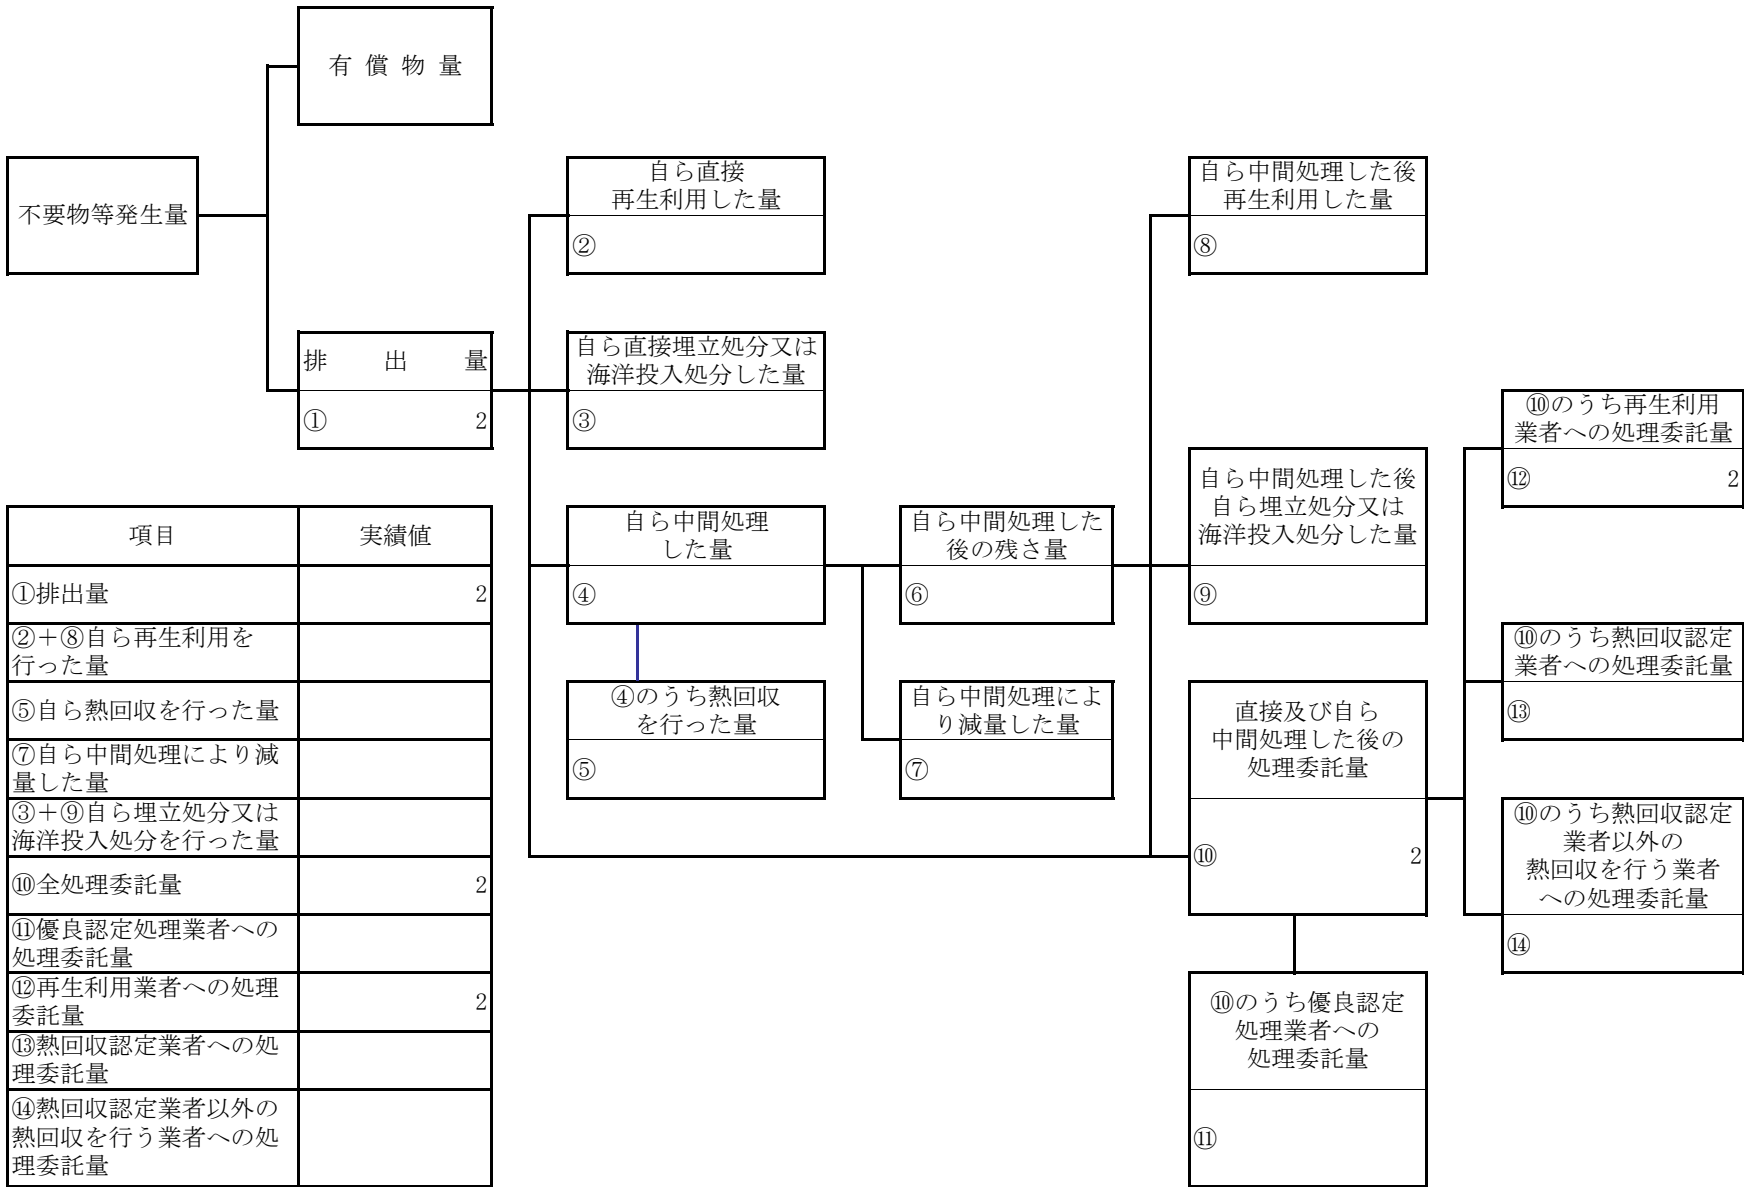 有 償 物 量
不要物等発生量
自ら直接
再生利用した量
②
自ら中間処理した後
再生利用した量
⑧
排 出 量
① 2
自ら直接埋立処分又は
海洋投入処分した量
③
⑩のうち再生利用
業者への処理委託量
⑫ 2
自ら中間処理
した量
④
自ら中間処理した
後の残さ量
⑥
自ら中間処理した後
自ら埋立処分又は
海洋投入処分した量
⑨
⑩のうち熱回収認定
業者への処理委託量
⑬
④のうち熱回収
を行った量
⑤
自ら中間処理によ
り減量した量
⑦
直接及び自ら
中間処理した後の
処理委託量
⑩ 2
⑩のうち熱回収認定
業者以外の
熱回収を行う業者
への処理委託量
⑭
⑩のうち優良認定
処理業者への
処理委託量
⑪
項目 実績値
①排出量 2
②＋⑧自ら再生利用を
行った量
⑤自ら熱回収を行った量
⑦自ら中間処理により減
量した量
③＋⑨自ら埋立処分又は
海洋投入処分を行った量
⑩全処理委託量 2
⑪優良認定処理業者への
処理委託量
⑫再生利用業者への処理
委託量 2
⑬熱回収認定業者への処
理委託量
⑭熱回収認定業者以外の
熱回収を行う業者への処
理委託量